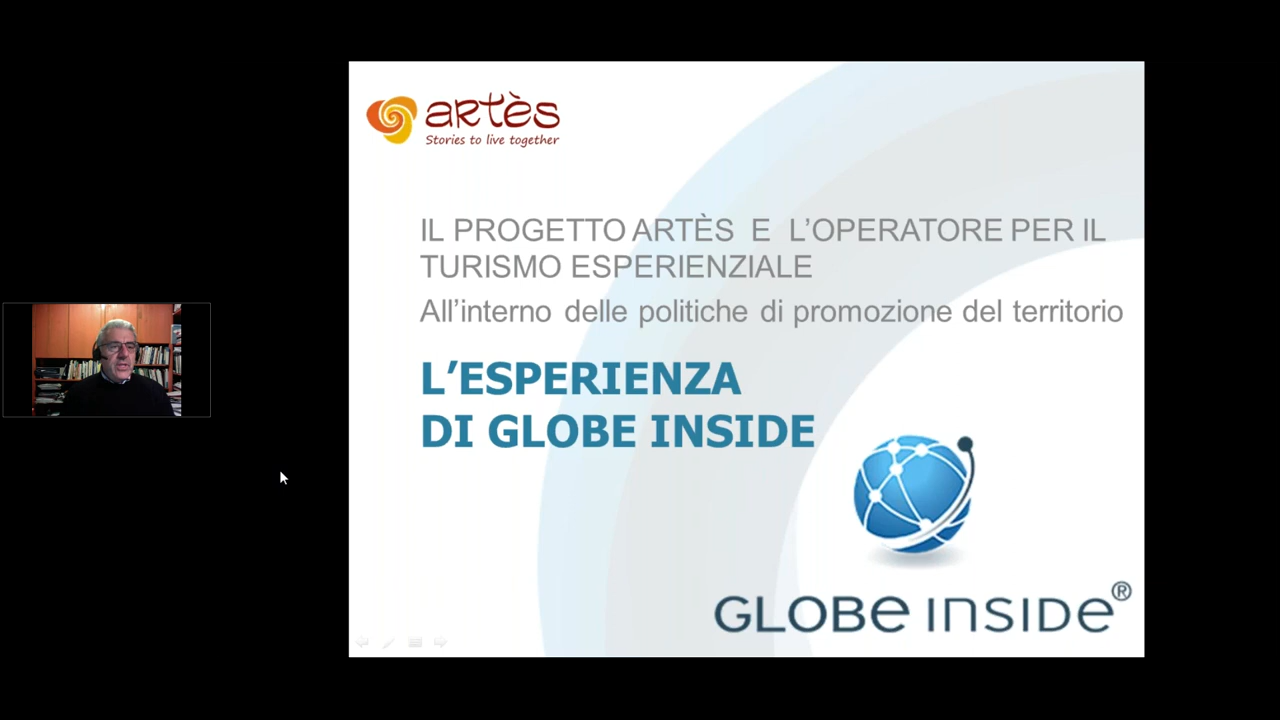 artès
Stories to live together
IL PROGETTO ARTÈS E L’OPERATORE PER IL
TURISMO ESPERIENZIALE
All’interno delle politiche di promozione del territorio
L’ESPERIENZA
DI GLOBE INSIDE
GLOBE INSIDE®